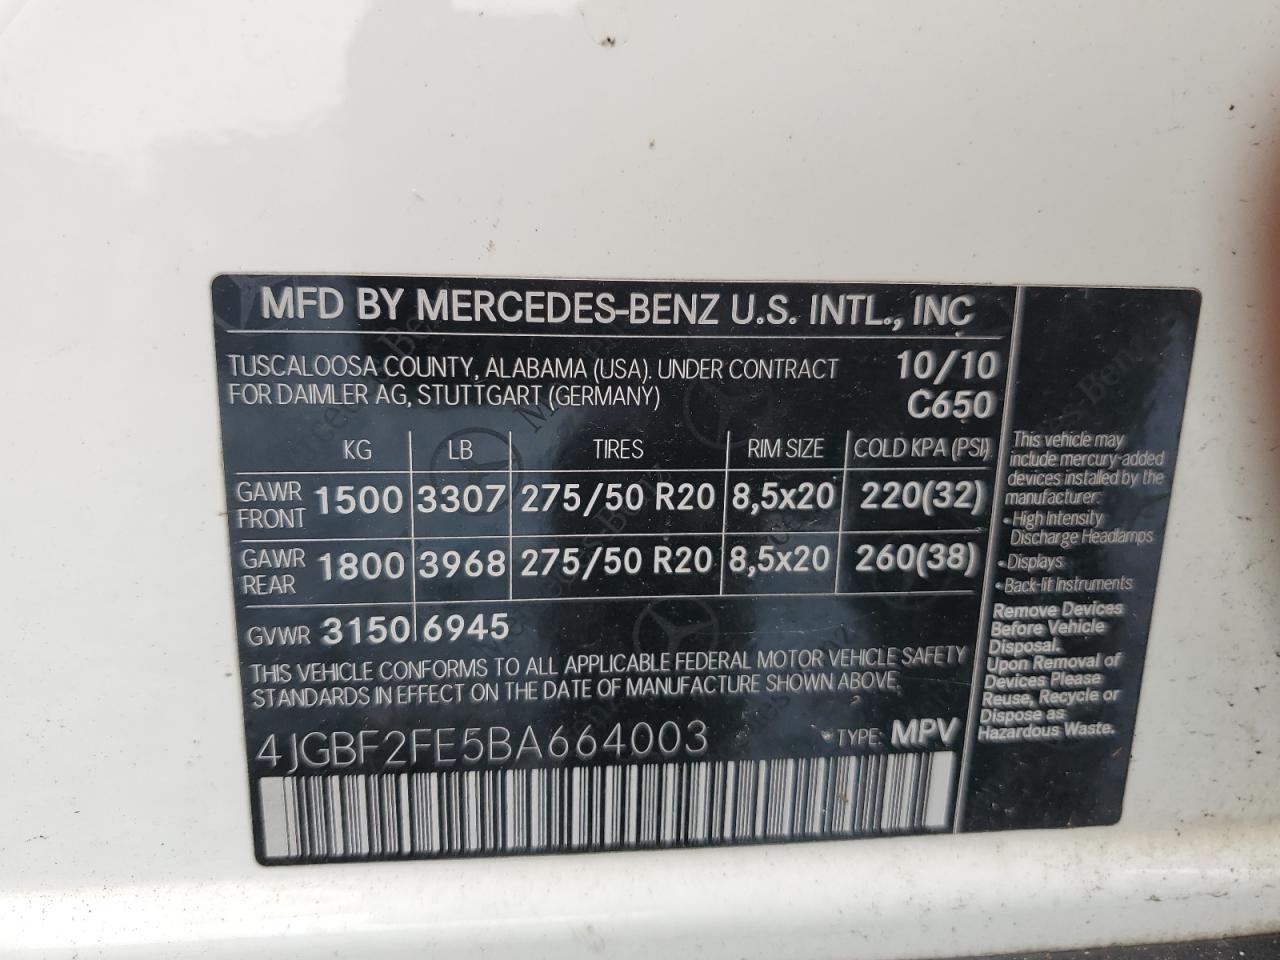 MFD BY MERCEDES-BENZ U.S. INTL., INC
TUSCALOOSA COUNTY, ALABAMA (USA). UNDER CONTRACT
FOR DAIMLER AG, STUTTGART (GERMANY)
10/10
C650
KG LB TIRES RIM SIZE COLD KPA (PSI)
GAWR FRONT 1500 3307 275/50 R20 8,5x20 220(32)
GAWR REAR 1800 3968 275/50 R20 8,5x20 260(38)
GVWR 3150 6945
THIS VEHICLE CONFORMS TO ALL APPLICABLE FEDERAL MOTOR VEHICLE SAFETY
STANDARDS IN EFFECT ON THE DATE OF MANUFACTURE SHOWN ABOVE.
4JGBF2FE5BA664003 TYPE: MPV
This vehicle may
include mercury-added
devices installed by the
manufacturer:
• High Intensity
Discharge Headlamps
• Displays
• Back-lit Instruments
Remove Devices
Before Vehicle
Disposal.
Upon Removal of
Devices Please
Reuse, Recycle or
Dispose as
Hazardous Waste.